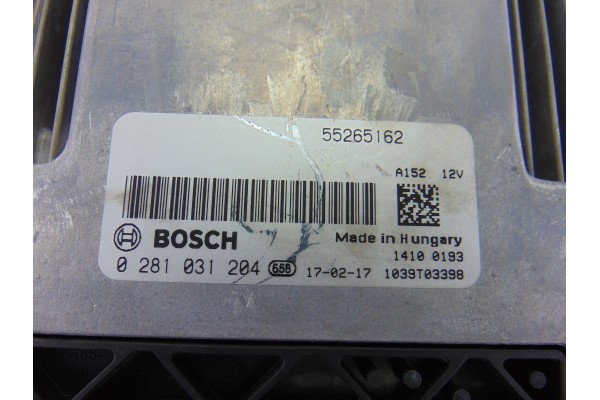 55265162
A152 12V
BOSCH
Made in Hungary
1410 0193
0 281 031 204 658 17-02-17 1039T03398